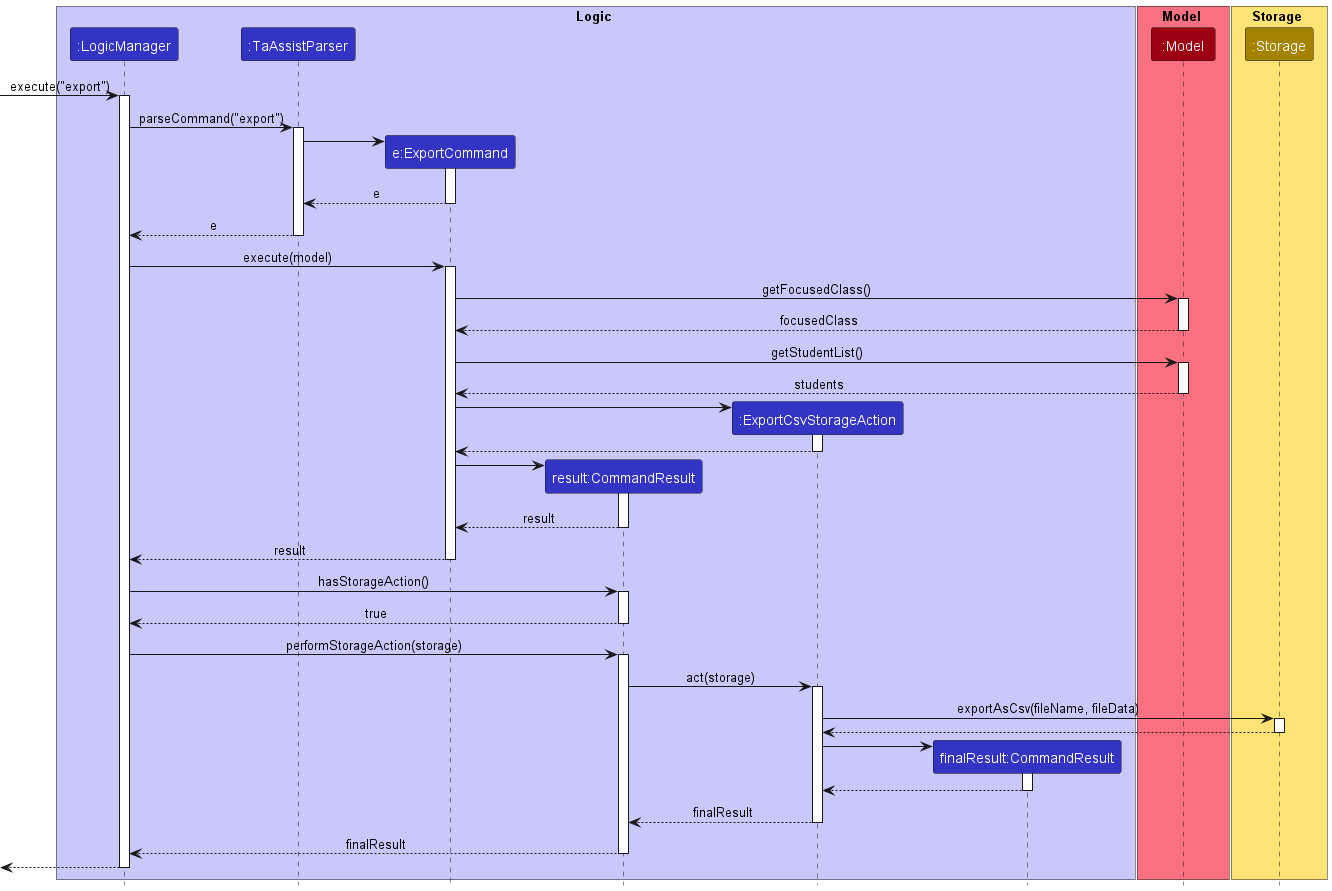 Logic
Model
Storage
:LogicManager
:TaAssistParser
:Model
:Storage
execute("export")
parseCommand("export")
e:ExportCommand
e
e
execute(model)
getFocusedClass()
focusedClass
getStudentList()
students
:ExportCsvStorageAction
result:CommandResult
result
result
hasStorageAction()
true
performStorageAction(storage)
act(storage)
exportAsCsv(fileName, fileData)
finalResult:CommandResult
finalResult
finalResult